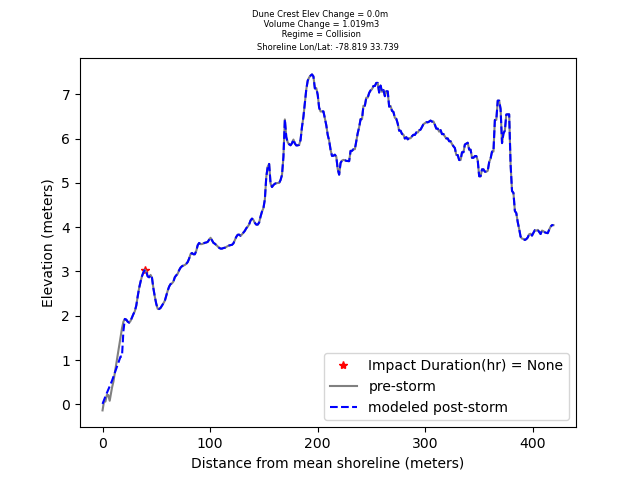 Dune Crest Elev Change = 0.0m
Volume Change = 1.019m3
Regime = Collision
Shoreline Lon/Lat: -78.819 33.739
7
6
5
4
3
2
1
0
Elevation (meters)
Impact Duration(hr) = None
pre-storm
modeled post-storm
0 100 200 300 400
Distance from mean shoreline (meters)